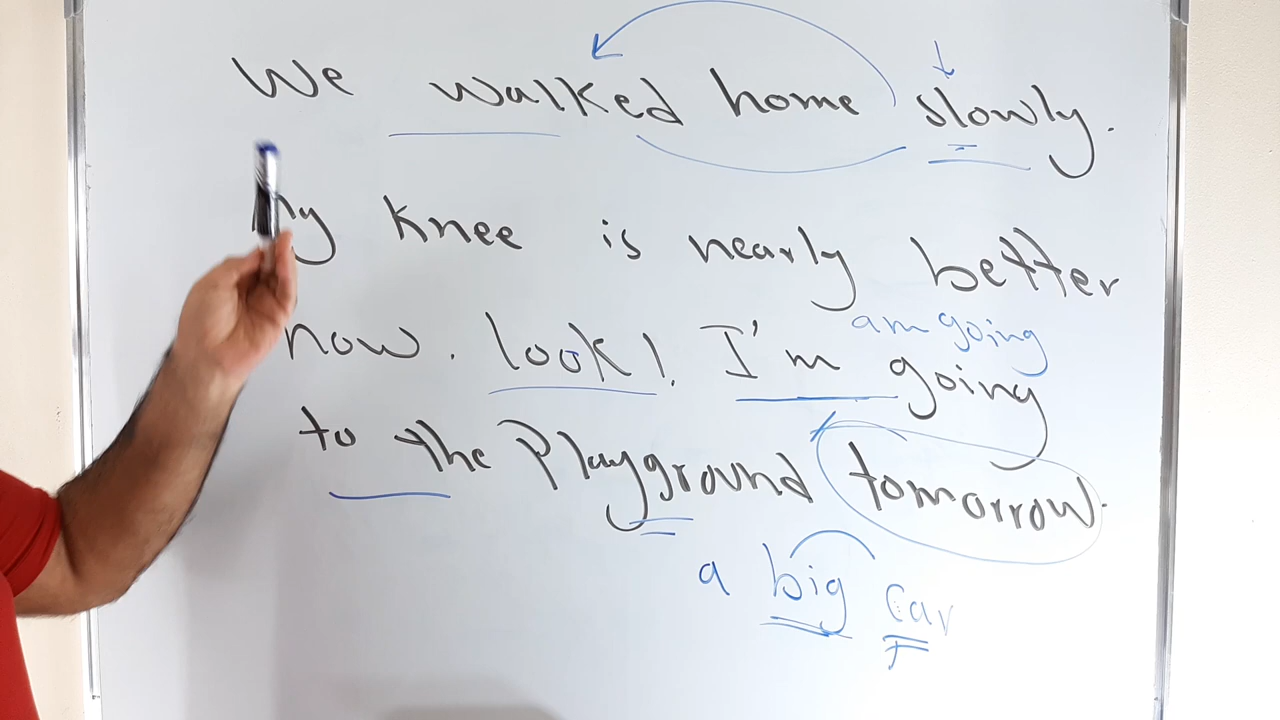 We walked home slowly.
My knee is nearly better
now. look! I'm going
am going
to the Playground tomorrow.
a big car